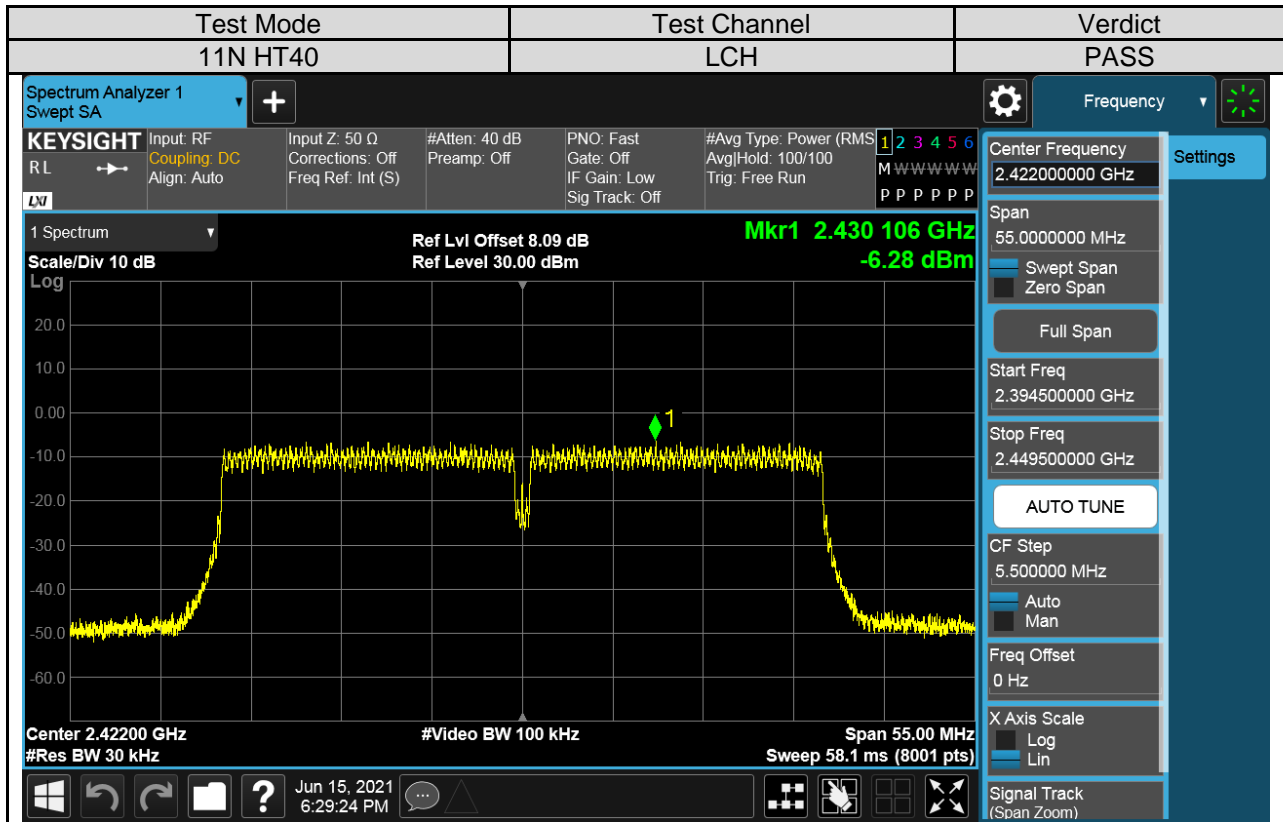 Test Mode Test Channel Verdict
11N HT40 LCH PASS
Spectrum Analyzer 1
Swept SA
+
Frequency
KEYSIGHT
RL
LXI
Input: RF
Coupling: DC
Align: Auto
Input Z: 50 Ω
Corrections: Off
Freq Ref: Int (S)
#Atten: 40 dB
Preamp: Off
PNO: Fast
Gate: Off
IF Gain: Low
Sig Track: Off
#Avg Type: Power (RMS
Avg|Hold: 100/100
Trig: Free Run
1 2 3 4 5 6
M W W W W W
P P P P P P
1 Spectrum
Scale/Div 10 dB
Log
Ref Lvl Offset 8.09 dB
Ref Level 30.00 dBm
Mkr1 2.430 106 GHz
-6.28 dBm
20.0
10.0
0.00
-10.0
-20.0
-30.0
-40.0
-50.0
-60.0
1
Center 2.42200 GHz
#Res BW 30 kHz
#Video BW 100 kHz
Span 55.00 MHz
Sweep 58.1 ms (8001 pts)
Center Frequency
2.422000000 GHz
Settings
Span
55.0000000 MHz
Swept Span
Zero Span
Full Span
Start Freq
2.394500000 GHz
Stop Freq
2.449500000 GHz
AUTO TUNE
CF Step
5.500000 MHz
Auto
Man
Freq Offset
0 Hz
X Axis Scale
Log
Lin
Signal Track
(Span Zoom)
?
Jun 15, 2021
6:29:24 PM